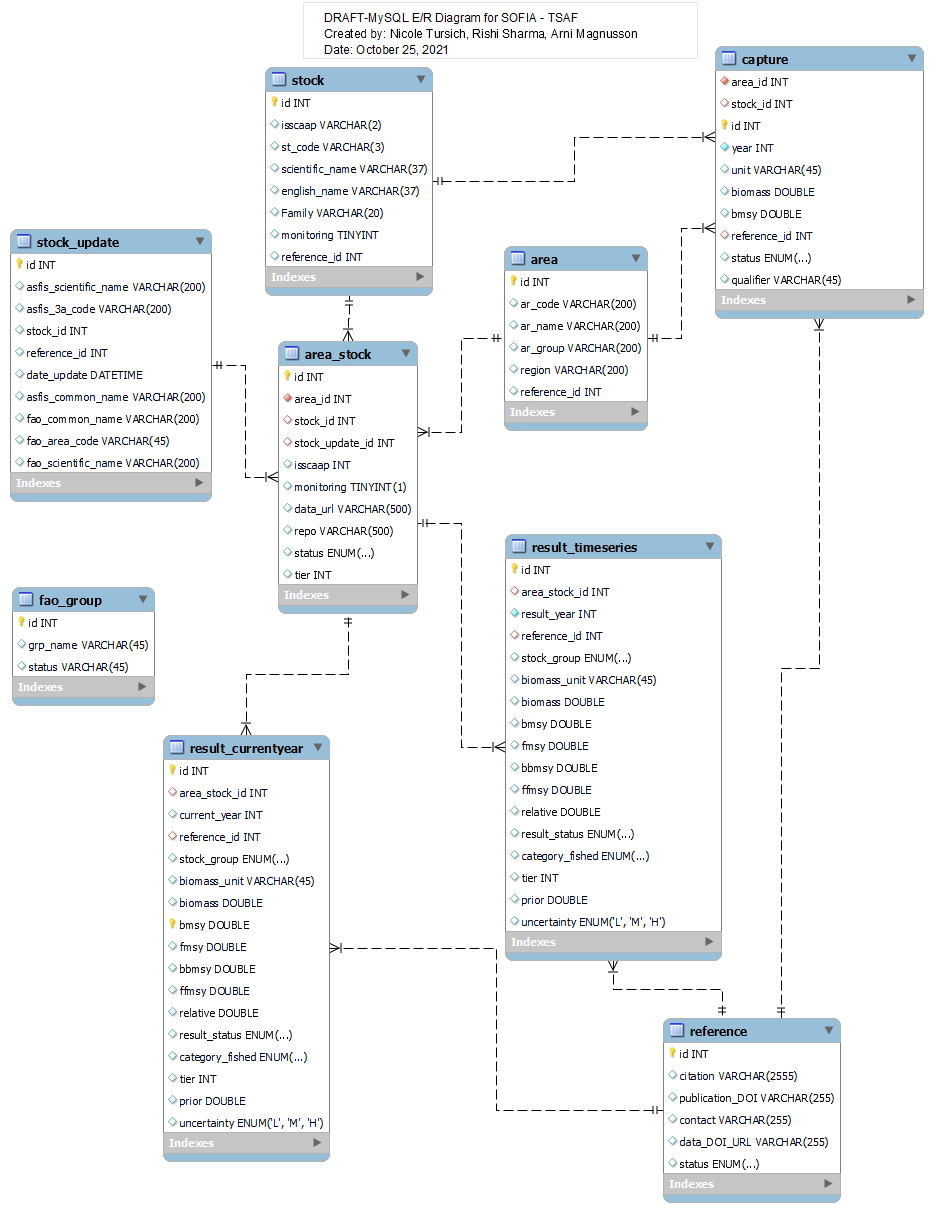 DRAFT-MySQL E/R Diagram for SOFIA - TSAF
Created by: Nicole Tursich, Rishi Sharma, Arni Magnusson
Date: October 25, 2021
stock
id INT
isscaap VARCHAR(2)
st_code VARCHAR(3)
scientific_name VARCHAR(37)
english_name VARCHAR(37)
Family VARCHAR(20)
monitoring TINYINT
reference_id INT
Indexes
capture
area_id INT
stock_id INT
id INT
year INT
unit VARCHAR(45)
biomass DOUBLE
bmsy DOUBLE
reference_id INT
status ENUM(...)
qualifier VARCHAR(45)
Indexes
stock_update
id INT
asfis_scientific_name VARCHAR(200)
asfis_3a_code VARCHAR(200)
stock_id INT
reference_id INT
date_update DATETIME
asfis_common_name VARCHAR(200)
fao_common_name VARCHAR(200)
fao_area_code VARCHAR(45)
fao_scientific_name VARCHAR(200)
Indexes
area
id INT
ar_code VARCHAR(200)
ar_name VARCHAR(200)
ar_group VARCHAR(200)
region VARCHAR(200)
reference_id INT
Indexes
area_stock
id INT
area_id INT
stock_id INT
stock_update_id INT
isscaap INT
monitoring TINYINT(1)
data_url VARCHAR(500)
repo VARCHAR(500)
status ENUM(...)
tier INT
Indexes
fao_group
id INT
grp_name VARCHAR(45)
status VARCHAR(45)
Indexes
result_timeseries
id INT
area_stock_id INT
result_year INT
reference_id INT
stock_group ENUM(...)
biomass_unit VARCHAR(45)
biomass DOUBLE
bmsy DOUBLE
fmsy DOUBLE
bbmsy DOUBLE
ffmsy DOUBLE
relative DOUBLE
result_status ENUM(...)
category_fished ENUM(...)
tier INT
prior DOUBLE
uncertainty ENUM('L', 'M', 'H')
Indexes
result_currentyear
id INT
area_stock_id INT
current_year INT
reference_id INT
stock_group ENUM(...)
biomass_unit VARCHAR(45)
biomass DOUBLE
bmsy DOUBLE
fmsy DOUBLE
bbmsy DOUBLE
ffmsy DOUBLE
relative DOUBLE
result_status ENUM(...)
category_fished ENUM(...)
tier INT
prior DOUBLE
uncertainty ENUM('L', 'M', 'H')
Indexes
reference
id INT
citation VARCHAR(2555)
publication_DOI VARCHAR(255)
contact VARCHAR(255)
data_DOI_URL VARCHAR(255)
status ENUM(...)
Indexes